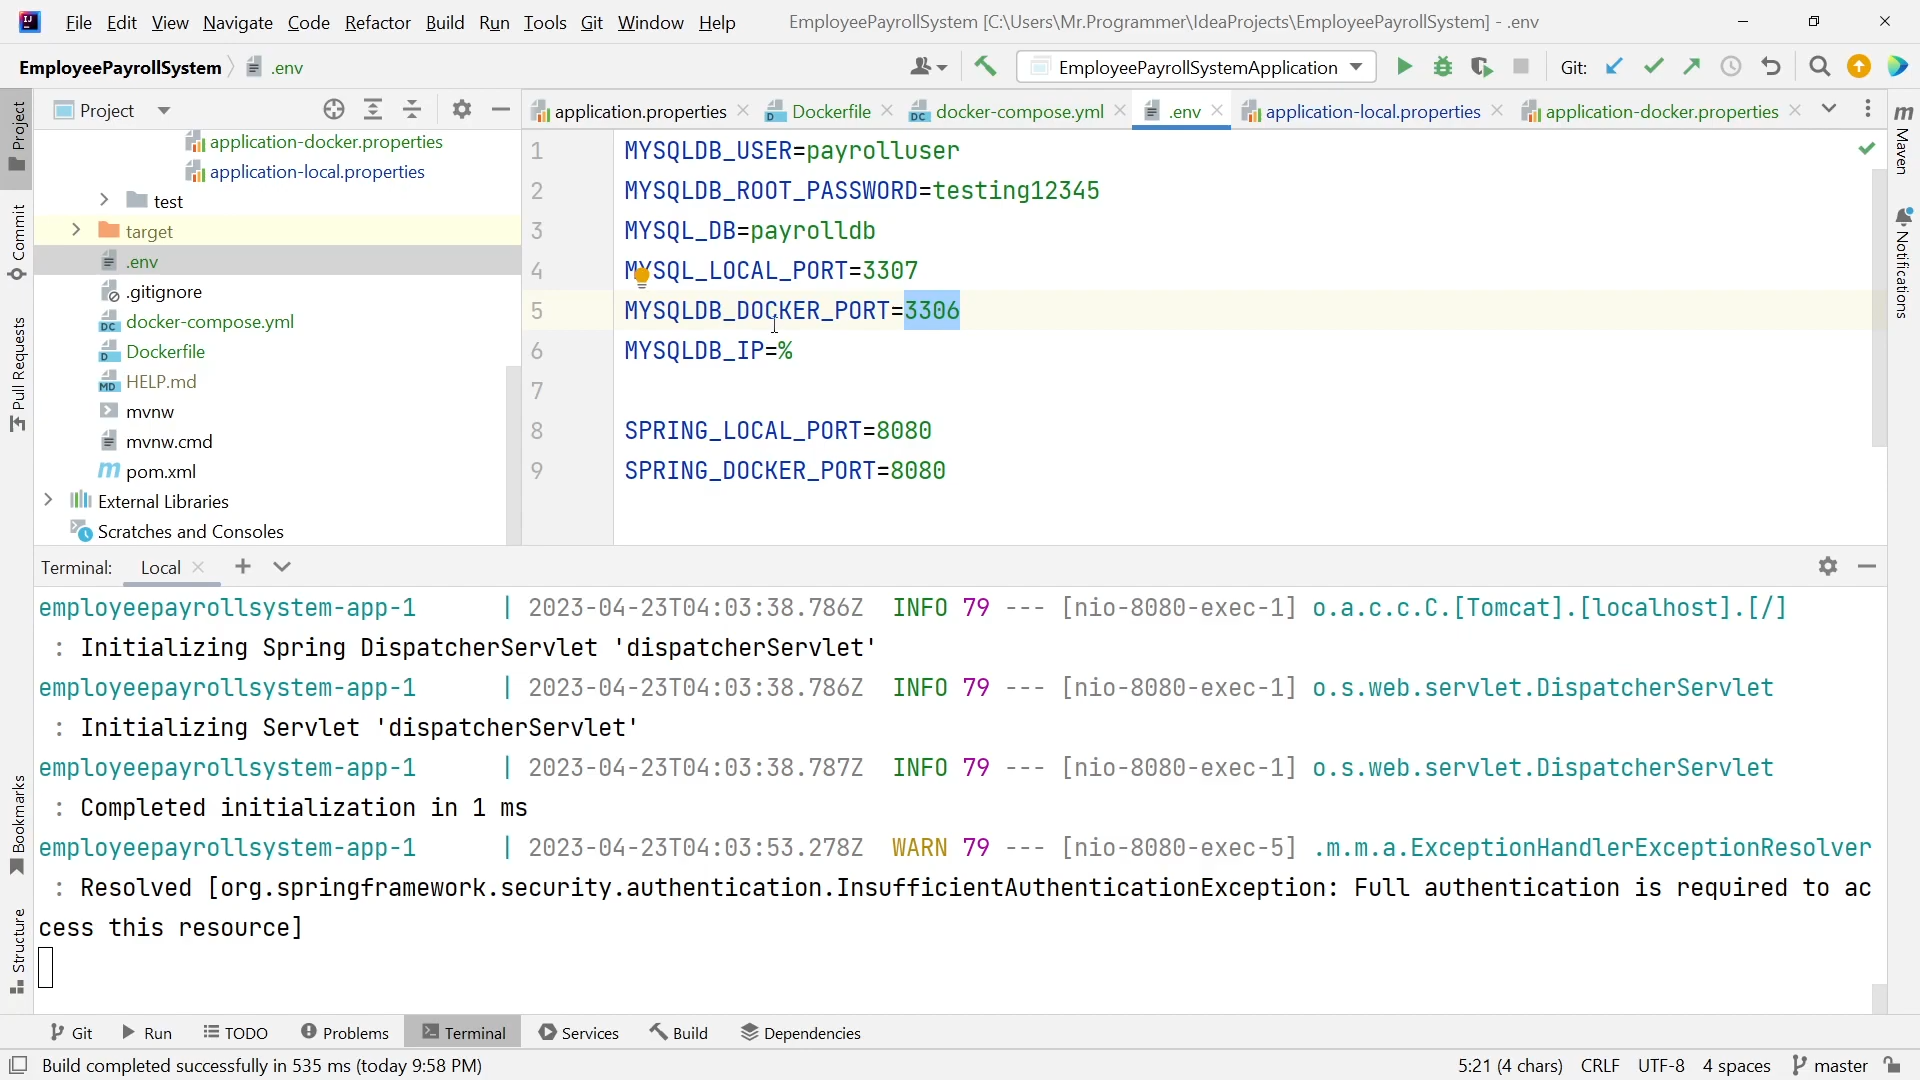 File Edit View Navigate Code Refactor Build Run Tools Git Window Help EmployeePayrollSystem [C:\Users\Mr.Programmer\IdeaProjects\EmployeePayrollSystem] - .env
EmployeePayrollSystem .env EmployeePayrollSystemApplication Git:
Project application.properties Dockerfile docker-compose.yml .env application-local.properties application-docker.properties
application-docker.properties
application-local.properties
test
target
.env
.gitignore
docker-compose.yml
Dockerfile
HELP.md
mvnw
mvnw.cmd
pom.xml
External Libraries
Scratches and Consoles
1 MYSQLDB_USER=payrolluser
2 MYSQLDB_ROOT_PASSWORD=testing12345
3 MYSQL_DB=payrolldb
4 MYSQL_LOCAL_PORT=3307
5 MYSQLDB_DOCKER_PORT=3306
6 MYSQLDB_IP=%
7
8 SPRING_LOCAL_PORT=8080
9 SPRING_DOCKER_PORT=8080
Project
Commit
Pull Requests
Bookmarks
Structure
m Maven
Notifications
Terminal: Local
employeepayrollsystem-app-1 | 2023-04-23T04:03:38.786Z INFO 79 --- [nio-8080-exec-1] o.a.c.c.C.[Tomcat].[localhost].[/]
: Initializing Spring DispatcherServlet 'dispatcherServlet'
employeepayrollsystem-app-1 | 2023-04-23T04:03:38.786Z INFO 79 --- [nio-8080-exec-1] o.s.web.servlet.DispatcherServlet
: Initializing Servlet 'dispatcherServlet'
employeepayrollsystem-app-1 | 2023-04-23T04:03:38.787Z INFO 79 --- [nio-8080-exec-1] o.s.web.servlet.DispatcherServlet
: Completed initialization in 1 ms
employeepayrollsystem-app-1 | 2023-04-23T04:03:53.278Z WARN 79 --- [nio-8080-exec-5] .m.m.a.ExceptionHandlerExceptionResolver
: Resolved [org.springframework.security.authentication.InsufficientAuthenticationException: Full authentication is required to ac
cess this resource]
Git Run TODO Problems Terminal Services Build Dependencies
Build completed successfully in 535 ms (today 9:58 PM) 5:21 (4 chars) CRLF UTF-8 4 spaces master